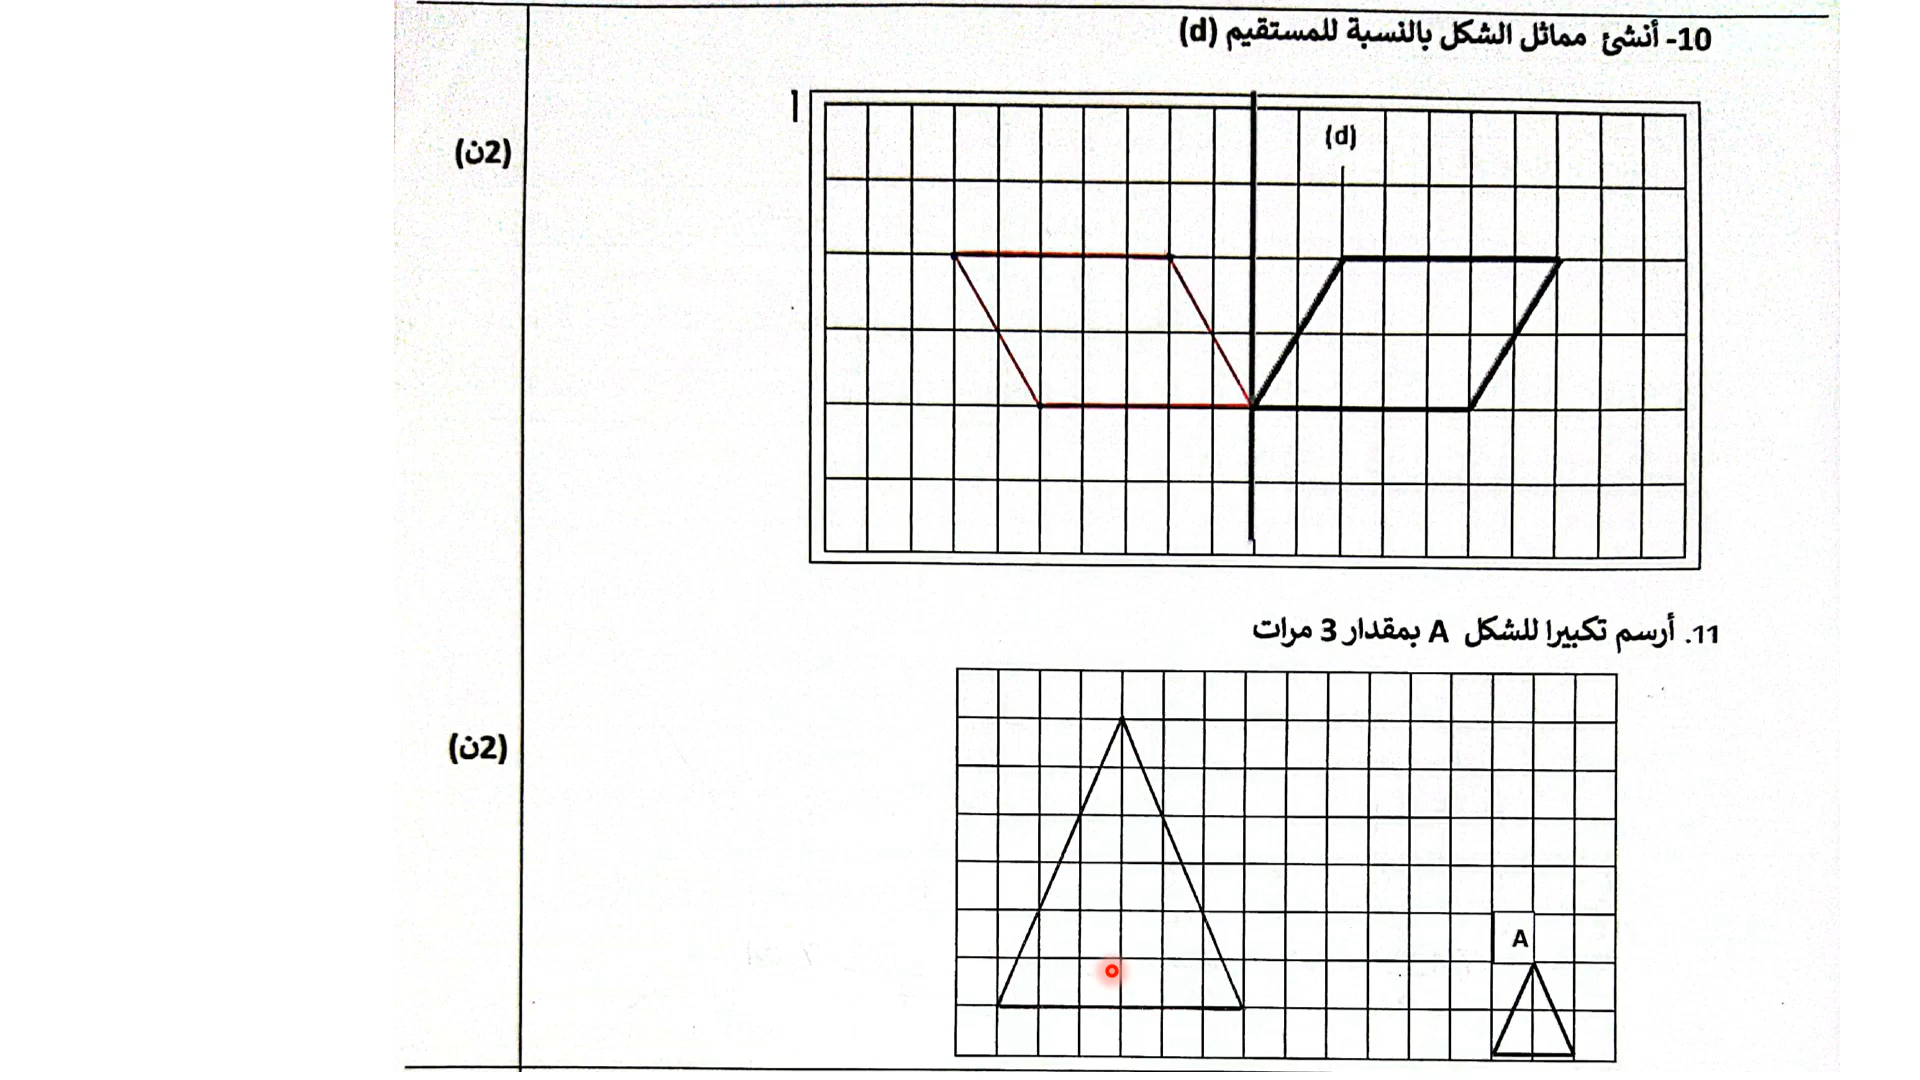 10- أنشئ مماثل الشكل بالنسبة للمستقيم (d)
(d)
(2ن)
11. أرسم تكبيرا للشكل A بمقدار 3 مرات
(2ن)
A